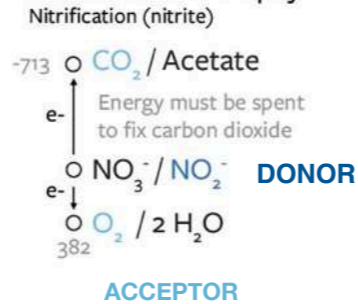 Nitrification (nitrite)
-713 CO₂ / Acetate
e-
Energy must be spent
to fix carbon dioxide
NO₃⁻ / NO₂⁻ DONOR
e-
O₂ / 2 H₂O
382
ACCEPTOR